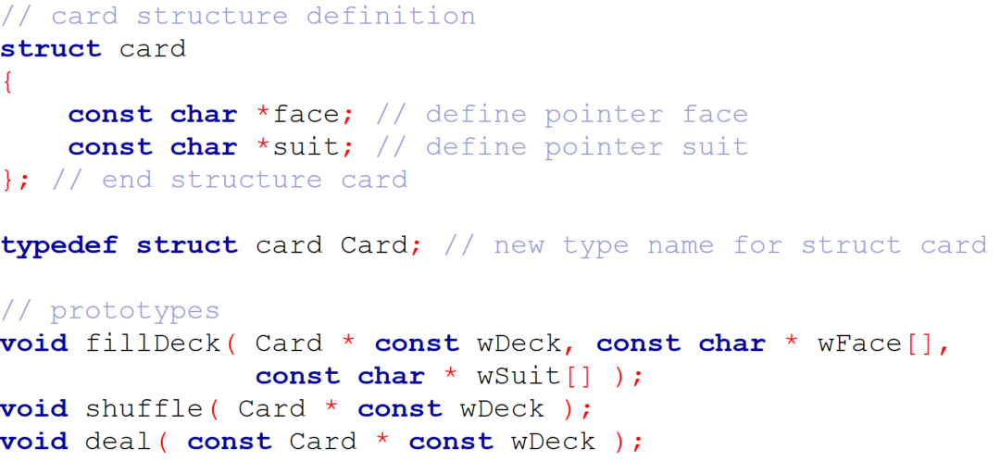 // card structure definition
struct card
{
    const char *face; // define pointer face
    const char *suit; // define pointer suit
}; // end structure card

typedef struct card Card; // new type name for struct card

// prototypes
void fillDeck( Card * const wDeck, const char * wFace[],
               const char * wSuit[] );
void shuffle( Card * const wDeck );
void deal( const Card * const wDeck );